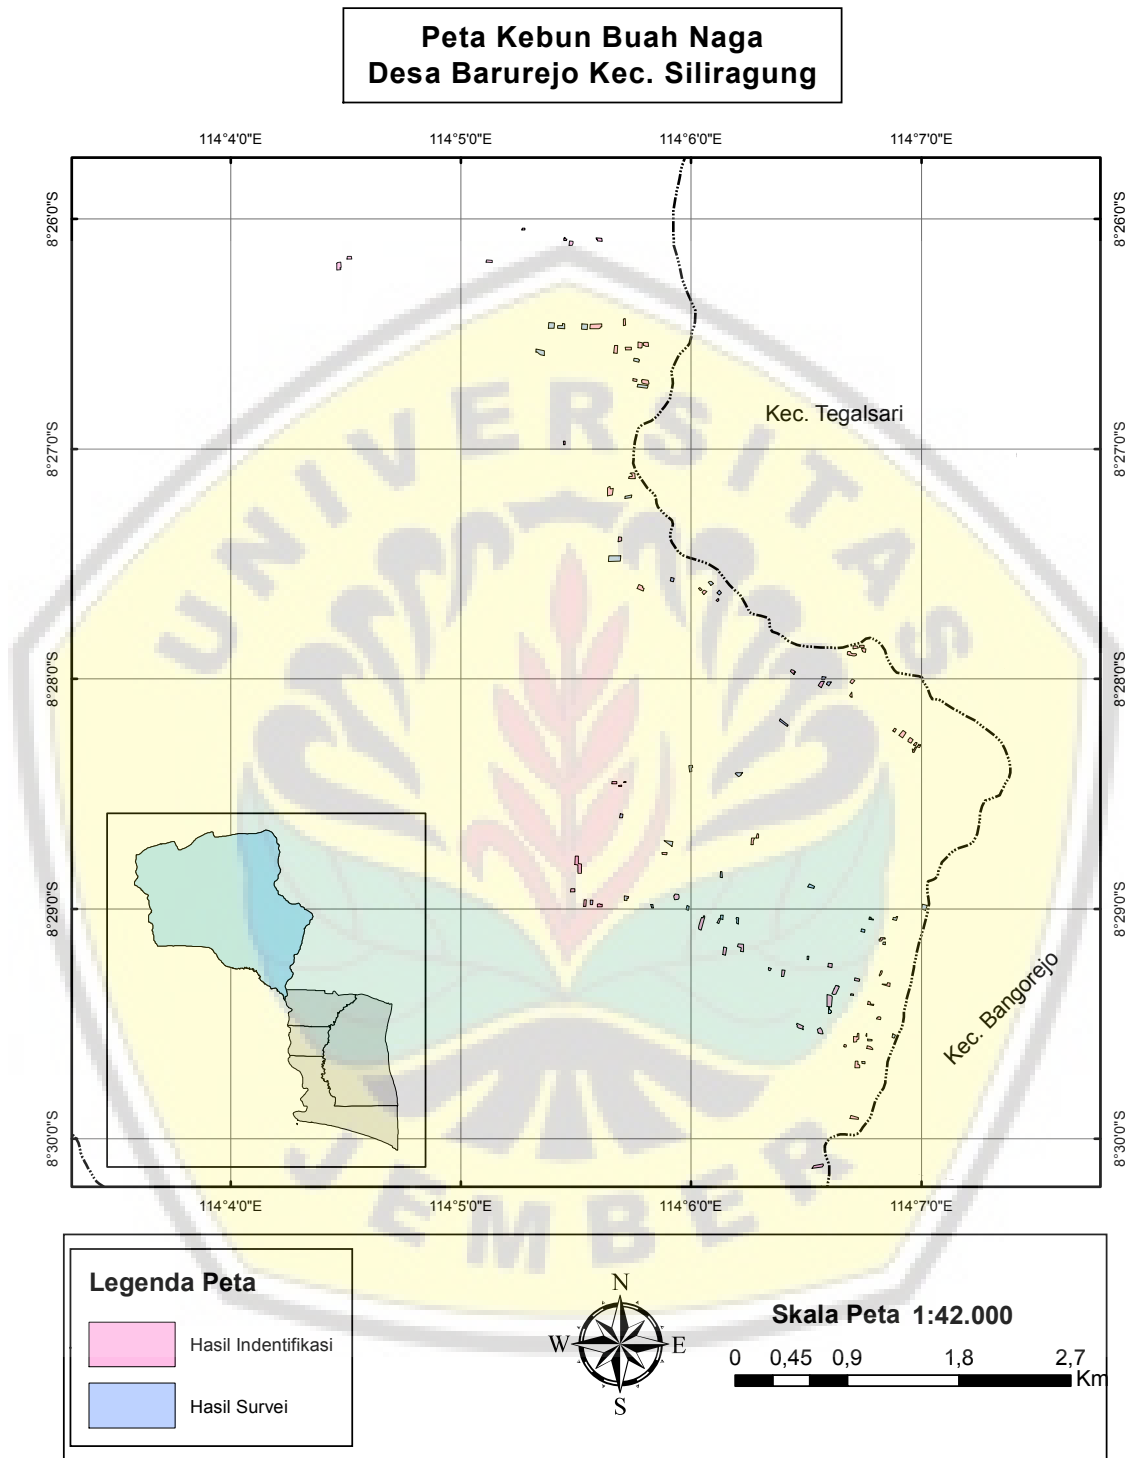 Peta Kebun Buah Naga
Desa Barurejo Kec. Siliragung
114°4'0"E 114°5'0"E 114°6'0"E 114°7'0"E
8°26'0"S 8°26'0"S
8°27'0"S 8°27'0"S
8°28'0"S 8°28'0"S
8°29'0"S 8°29'0"S
8°30'0"S 8°30'0"S
Kec. Tegalsari
Kec. Bangorejo
UNIVERSITAS
JEMBER
114°4'0"E 114°5'0"E 114°6'0"E 114°7'0"E
Legenda Peta
Hasil Indentifikasi
Hasil Survei
N
W E
S
Skala Peta 1:42.000
0 0,45 0,9 1,8 2,7
Km